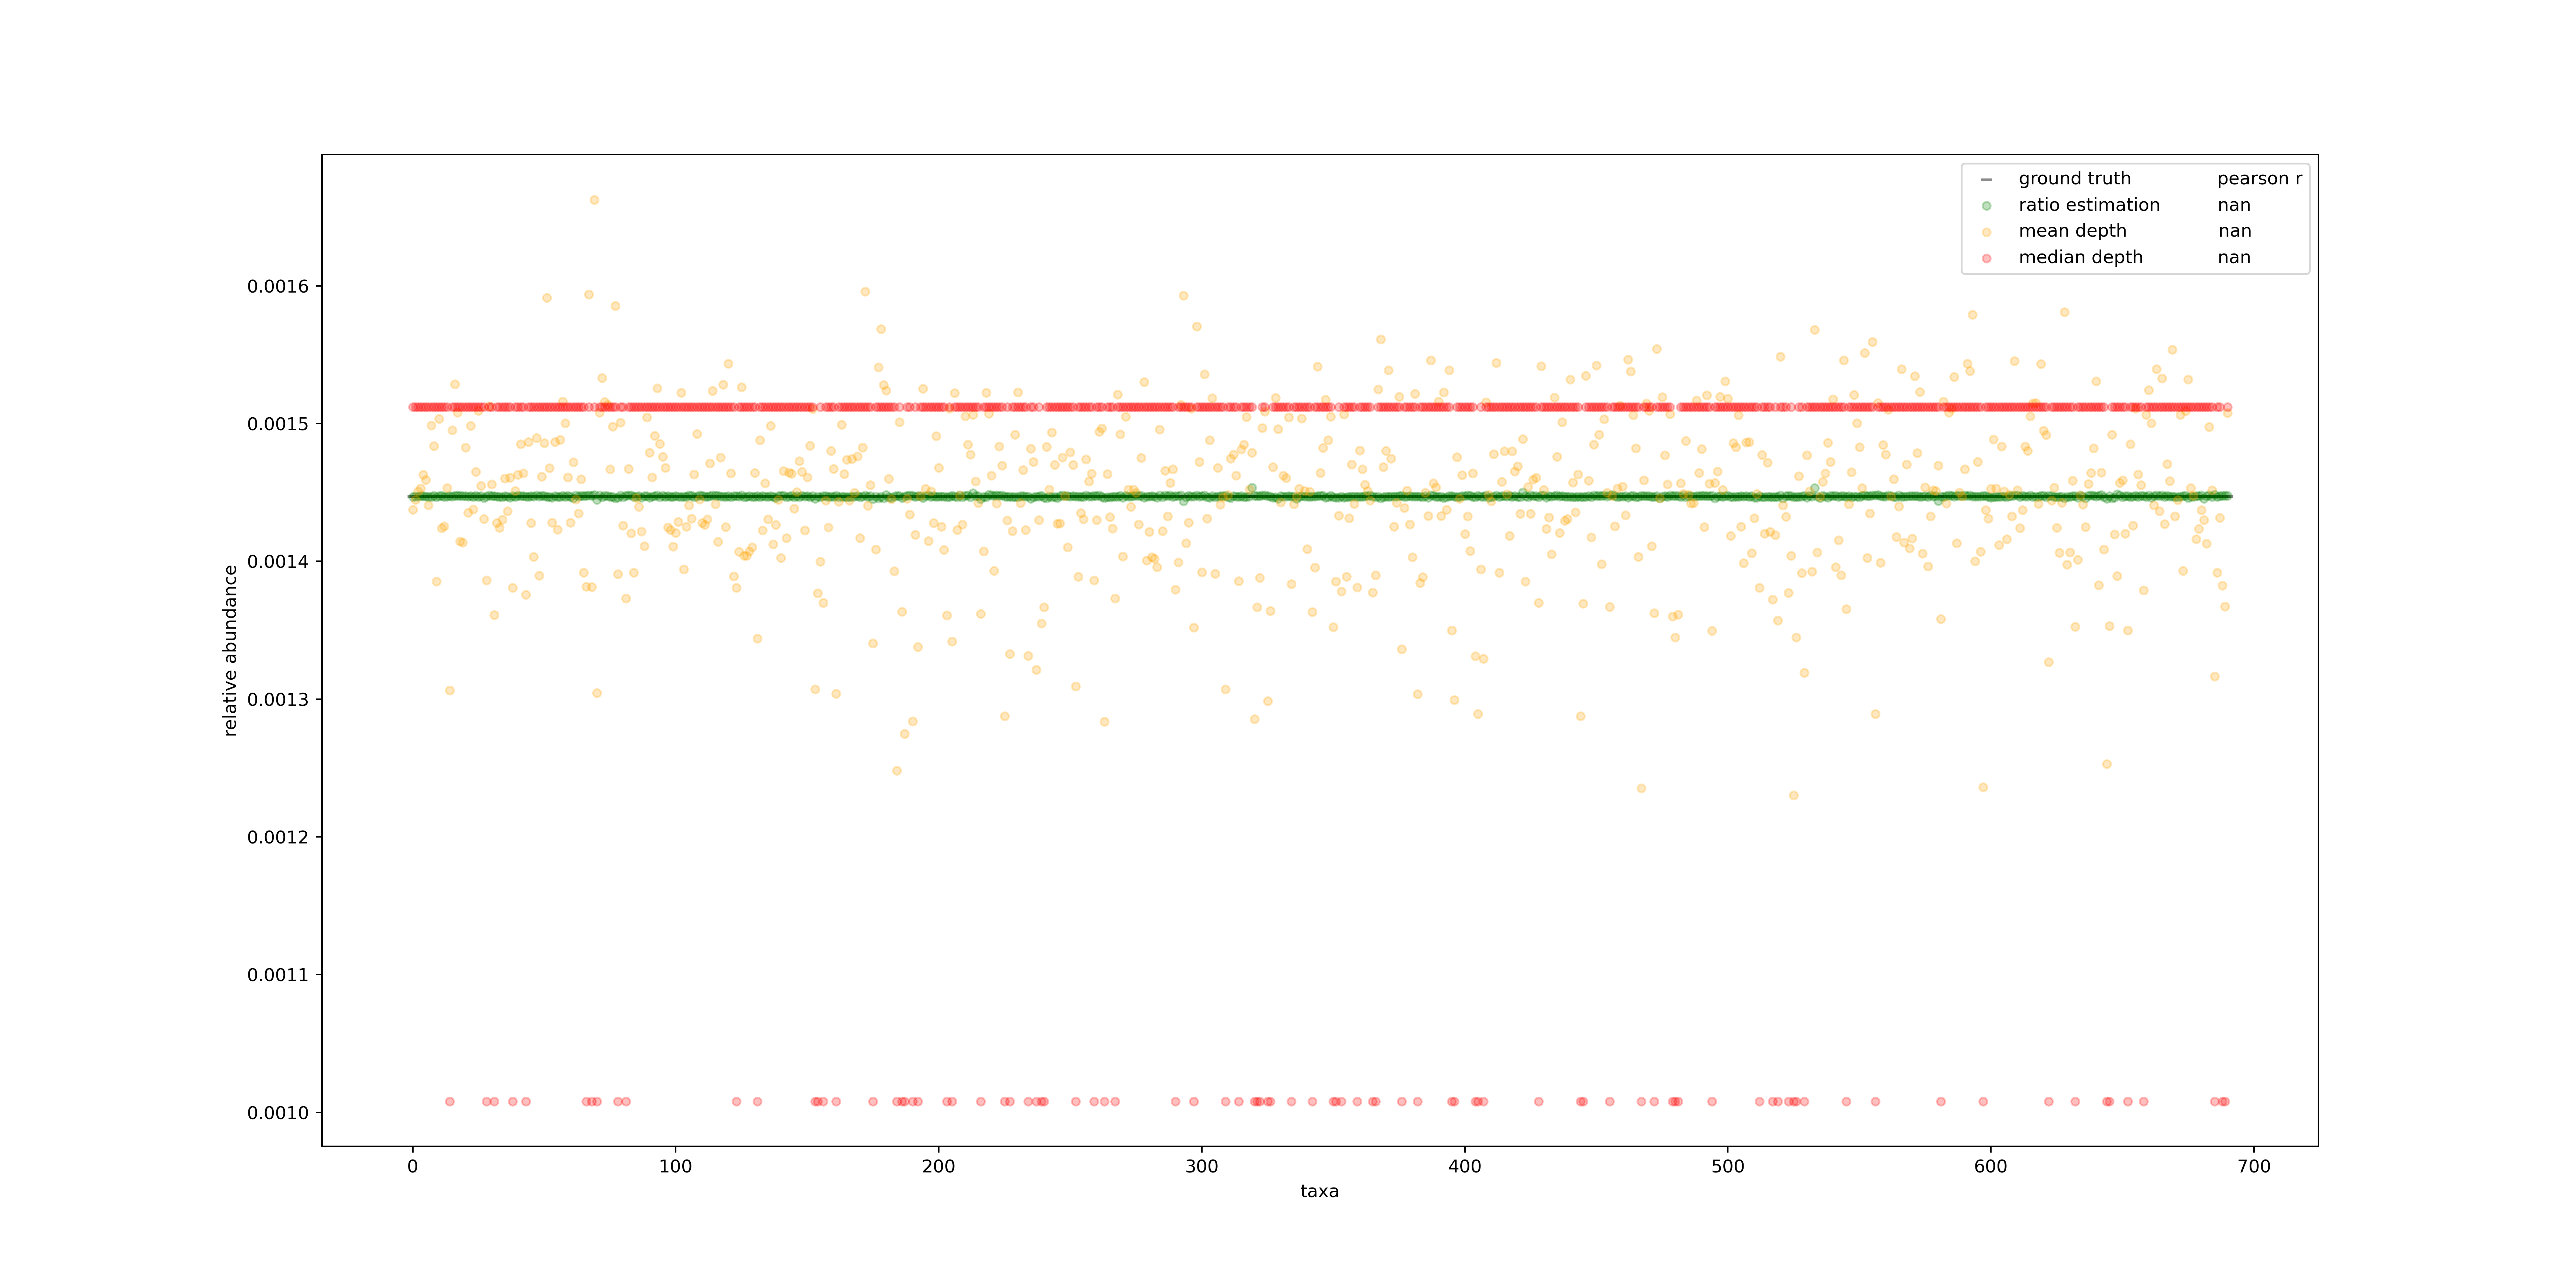 ground truth pearson r
ratio estimation nan
mean depth nan
median depth nan
0.0016
0.0015
0.0014
0.0013
0.0012
0.0011
0.0010
relative abundance
0 100 200 300 400 500 600 700
taxa